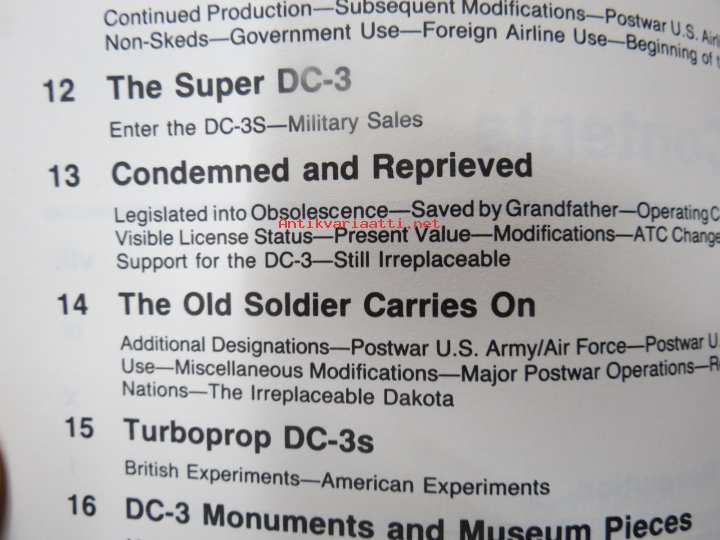 Continued Production—Subsequent Modifications—Postwar U.S. Airl
Non-Skeds—Government Use—Foreign Airline Use—Beginning of t
12 The Super DC-3
Enter the DC-3S—Military Sales
13 Condemned and Reprieved
Legislated into Obsolescence—Saved by Grandfather—Operating C
Antikvariaatti.net
Visible License Status—Present Value—Modifications—ATC Change
Support for the DC-3—Still Irreplaceable
14 The Old Soldier Carries On
Additional Designations—Postwar U.S. Army/Air Force—Postwar U.
Use—Miscellaneous Modifications—Major Postwar Operations—R
Nations—The Irreplaceable Dakota
15 Turboprop DC-3s
British Experiments—American Experiments
16 DC-3 Monuments and Museum Pieces